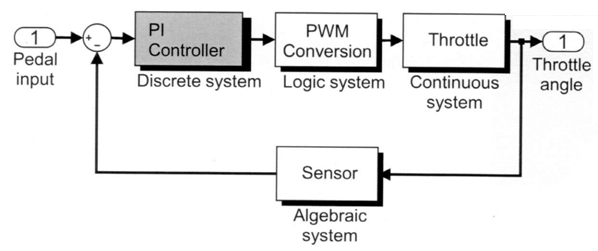 1
Pedal
input
+
−
PI
Controller
Discrete system
PWM
Conversion
Logic system
Throttle
Continuous
system
1
Throttle
angle
Sensor
Algebraic
system